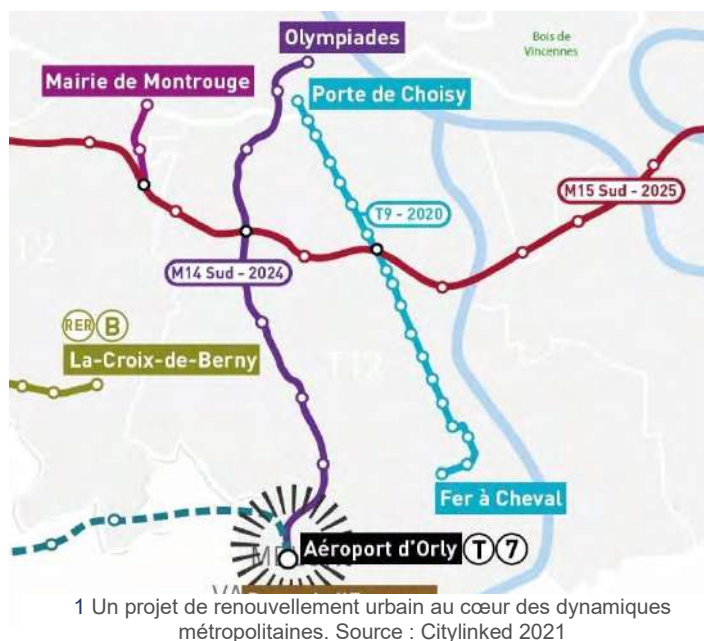 Olympiades
Bois de
Vincennes
Mairie de Montrouge
Porte de Choisy
M15 Sud - 2025
T9 - 2020
T12
M14 Sud - 2024
RER B
La-Croix-de-Berny
T12
Fer à Cheval
Aéroport d'Orly T 7
1 Un projet de renouvellement urbain au cœur des dynamiques
métropolitaines. Source : Citylinked 2021